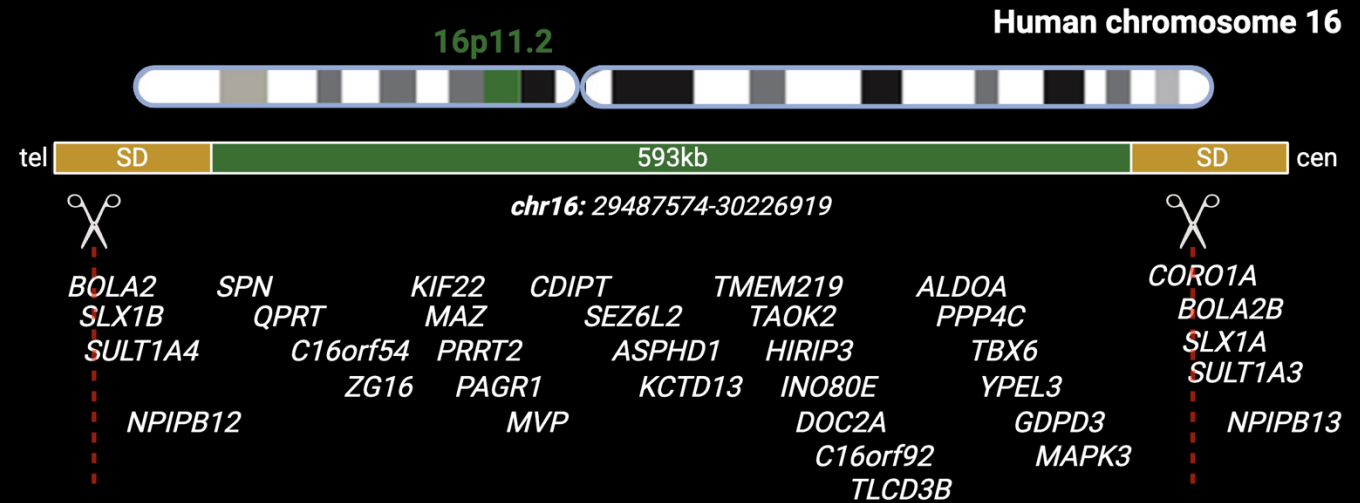 Human chromosome 16
16p11.2
tel SD 593kb SD cen
chr16: 29487574-30226919
BOLA2 SPN KIF22 CDIPT TMEM219 ALDOA CORO1A
SLX1B QPRT MAZ SEZ6L2 TAOK2 PPP4C BOLA2B
SULT1A4 C16orf54 PRRT2 ASPHD1 HIRIP3 TBX6 SLX1A
ZG16 PAGR1 KCTD13 INO80E YPEL3 SULT1A3
NPIPB12 MVP DOC2A GDPD3 NPIPB13
C16orf92 MAPK3
TLCD3B